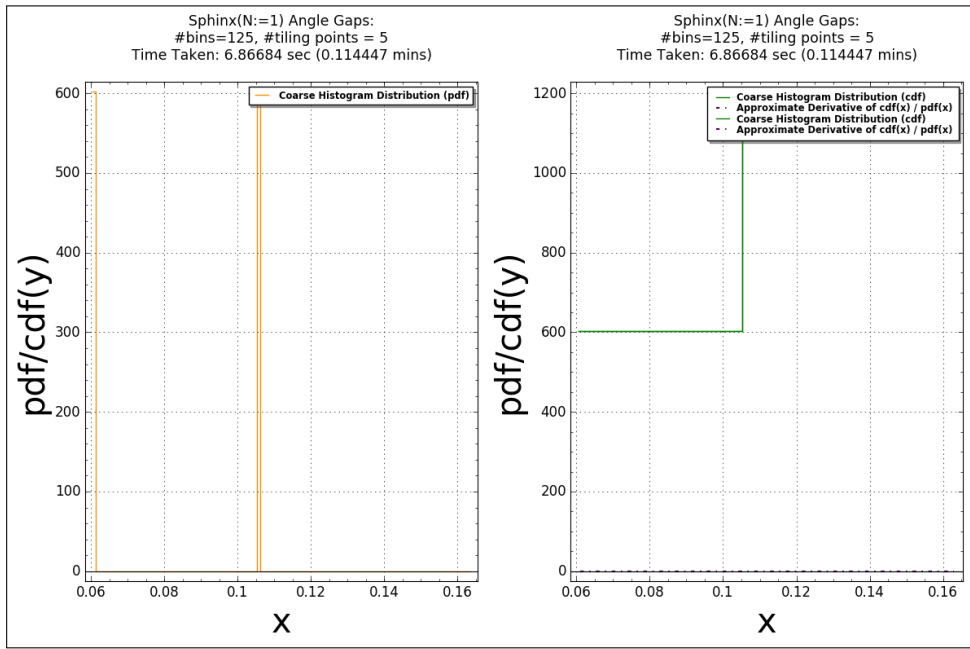 Sphinx(N:=1) Angle Gaps:
#bins=125, #tiling points = 5
Time Taken: 6.86684 sec (0.114447 mins)
Coarse Histogram Distribution (pdf)
600
500
400
300
200
100
0
0.06
0.08
0.1
0.12
0.14
0.16
pdf/cdf(y)
x
Sphinx(N:=1) Angle Gaps:
#bins=125, #tiling points = 5
Time Taken: 6.86684 sec (0.114447 mins)
Coarse Histogram Distribution (cdf)
Approximate Derivative of cdf(x) / pdf(x)
Coarse Histogram Distribution (cdf)
Approximate Derivative of cdf(x) / pdf(x)
1200
1000
800
600
400
200
0
0.06
0.08
0.1
0.12
0.14
0.16
pdf/cdf(y)
x